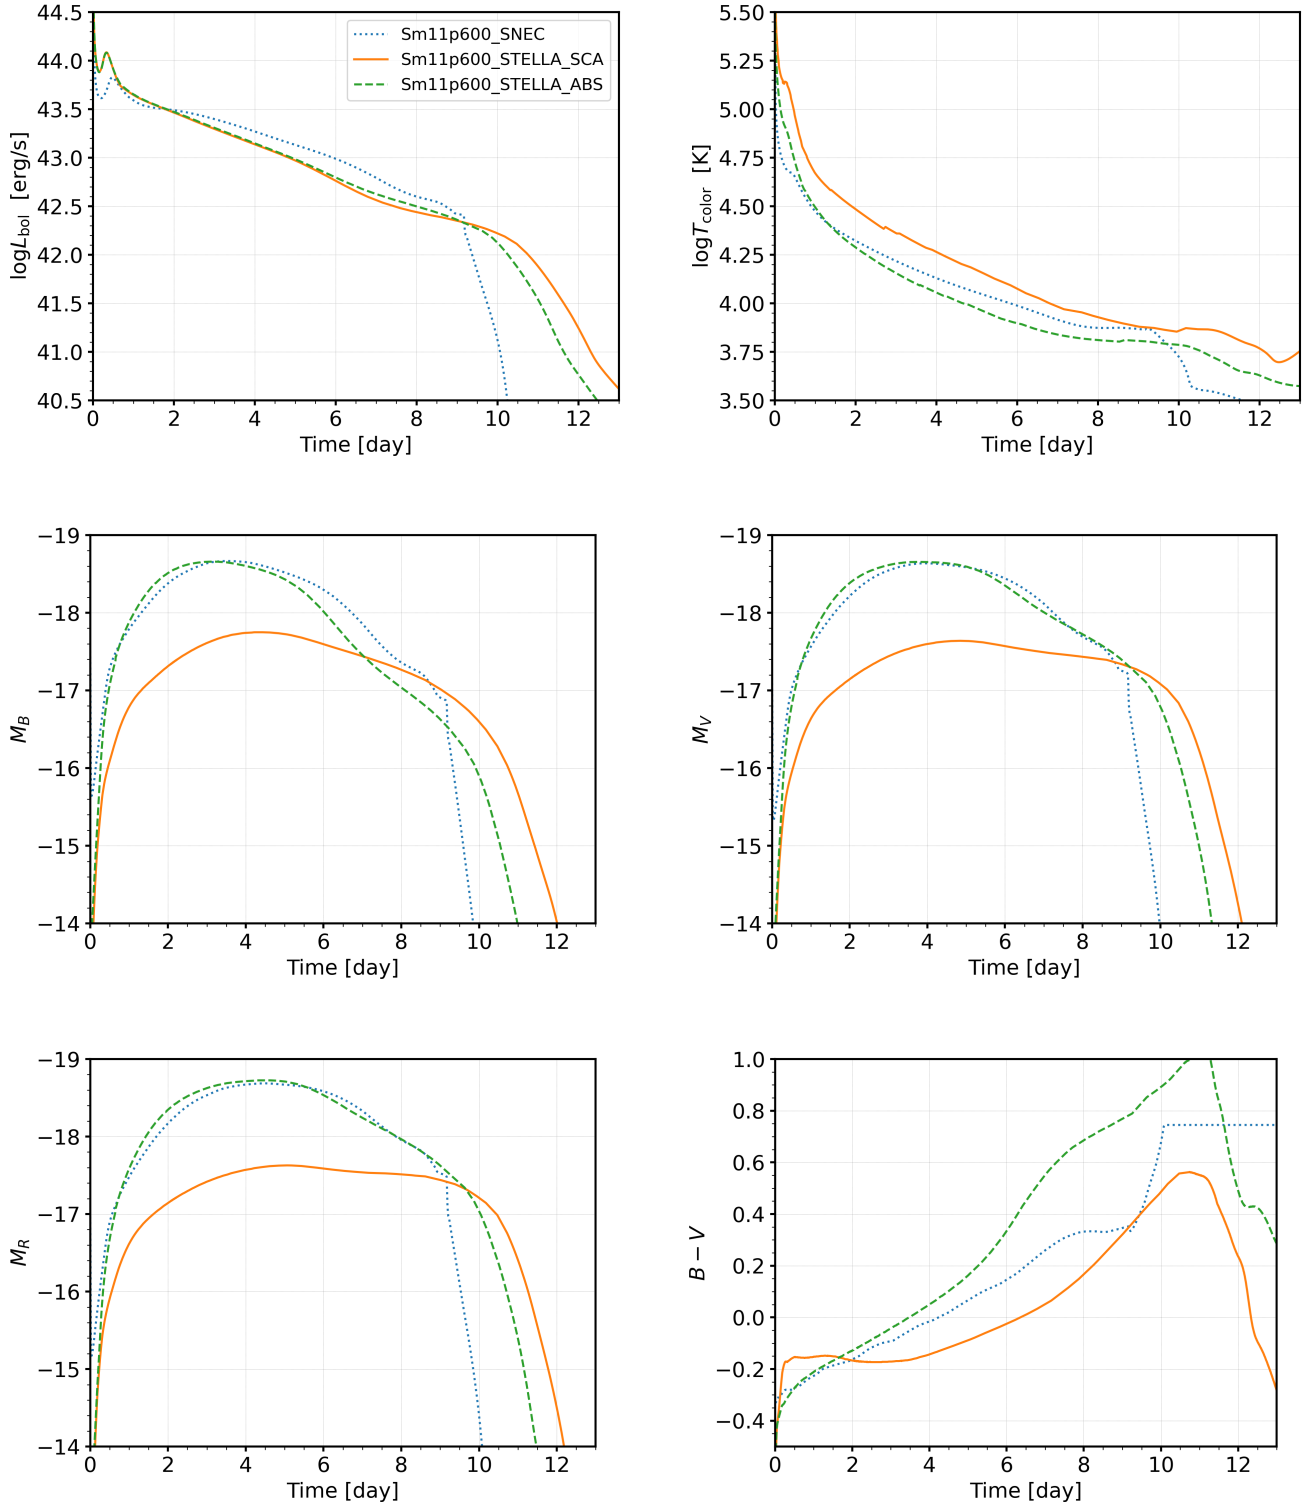 44.5
44.0
43.5
43.0
42.5
42.0
41.5
41.0
40.5
logL_bol [erg/s]
0 2 4 6 8 10 12
Time [day]
Sm11p600_SNEC
Sm11p600_STELLA_SCA
Sm11p600_STELLA_ABS
5.50
5.25
5.00
4.75
4.50
4.25
4.00
3.75
3.50
logT_color [K]
0 2 4 6 8 10 12
Time [day]
−19
−18
−17
−16
−15
−14
M_B
0 2 4 6 8 10 12
Time [day]
−19
−18
−17
−16
−15
−14
M_V
0 2 4 6 8 10 12
Time [day]
−19
−18
−17
−16
−15
−14
M_R
0 2 4 6 8 10 12
Time [day]
1.0
0.8
0.6
0.4
0.2
0.0
−0.2
−0.4
B − V
0 2 4 6 8 10 12
Time [day]